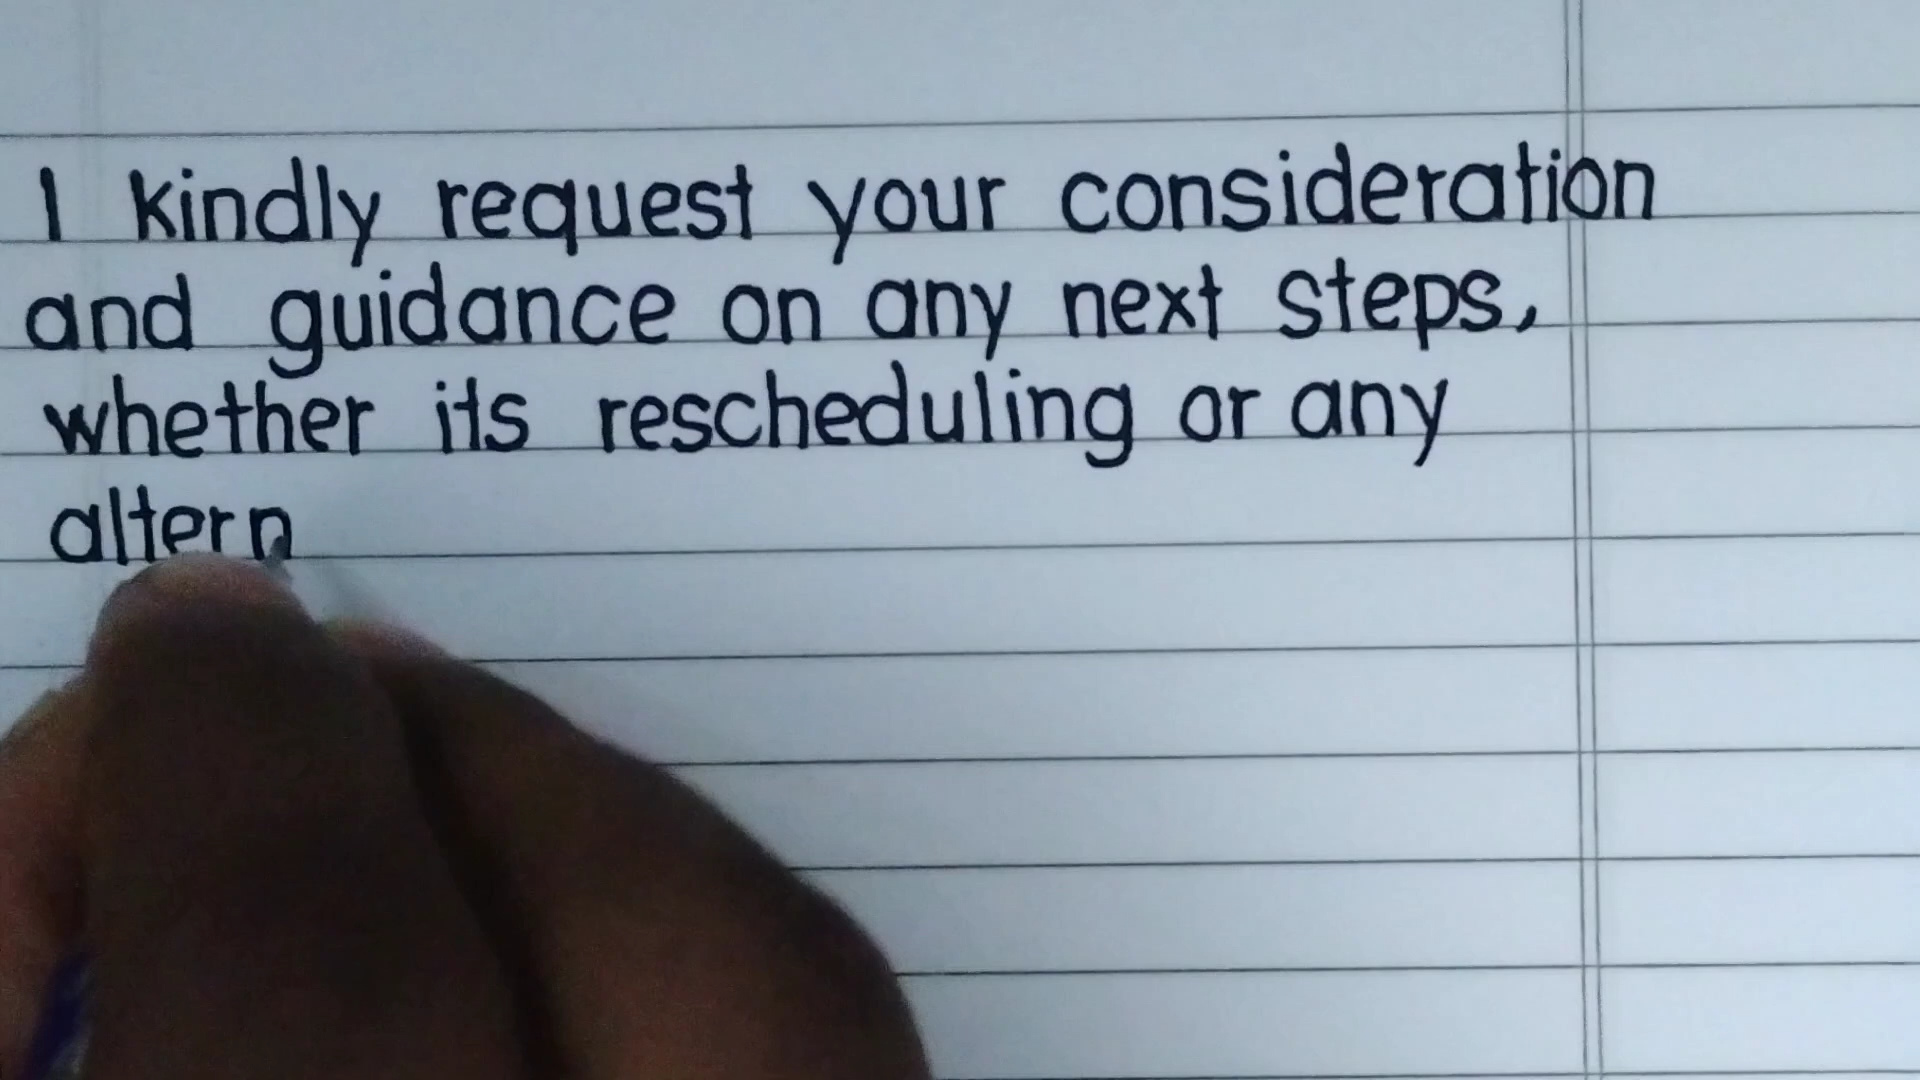 I kindly request your consideration
and guidance on any next steps,
whether its rescheduling or any
altern